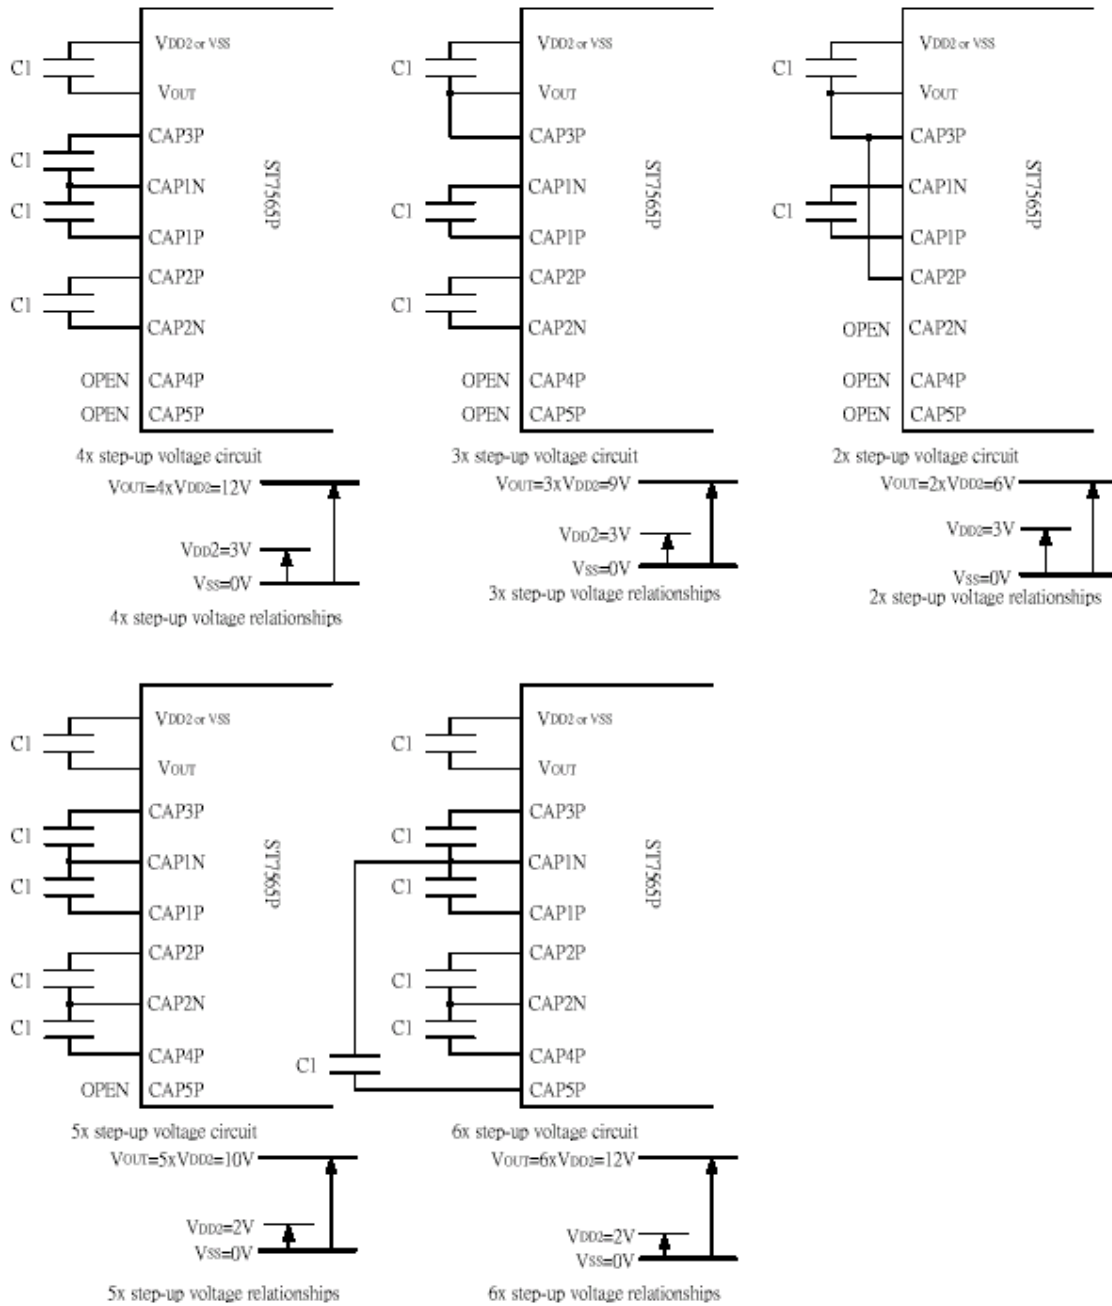 VDD2 or VSS
C1
VOUT
CAP3P
C1
CAP1N
C1
CAP1P
CAP2P
C1
CAP2N
OPEN CAP4P
OPEN CAP5P
ST7565P
4x step-up voltage circuit
VOUT=4xVDD2=12V
VDD2=3V
VSS=0V
4x step-up voltage relationships
VDD2 or VSS
C1
VOUT
CAP3P
CAP1N
C1
CAP1P
CAP2P
C1
CAP2N
OPEN CAP4P
OPEN CAP5P
ST7565P
3x step-up voltage circuit
VOUT=3xVDD2=9V
VDD2=3V
VSS=0V
3x step-up voltage relationships
VDD2 or VSS
C1
VOUT
CAP3P
CAP1N
C1
CAP1P
CAP2P
OPEN CAP2N
OPEN CAP4P
OPEN CAP5P
ST7565P
2x step-up voltage circuit
VOUT=2xVDD2=6V
VDD2=3V
VSS=0V
2x step-up voltage relationships
VDD2 or VSS
C1
VOUT
CAP3P
C1
CAP1N
C1
CAP1P
CAP2P
C1
CAP2N
C1
CAP4P
OPEN CAP5P
ST7565P
5x step-up voltage circuit
VOUT=5xVDD2=10V
VDD2=2V
VSS=0V
5x step-up voltage relationships
VDD2 or VSS
C1
VOUT
CAP3P
C1
CAP1N
C1
CAP1P
CAP2P
C1
CAP2N
C1
CAP4P
C1
CAP5P
ST7565P
6x step-up voltage circuit
VOUT=6xVDD2=12V
VDD2=2V
VSS=0V
6x step-up voltage relationships